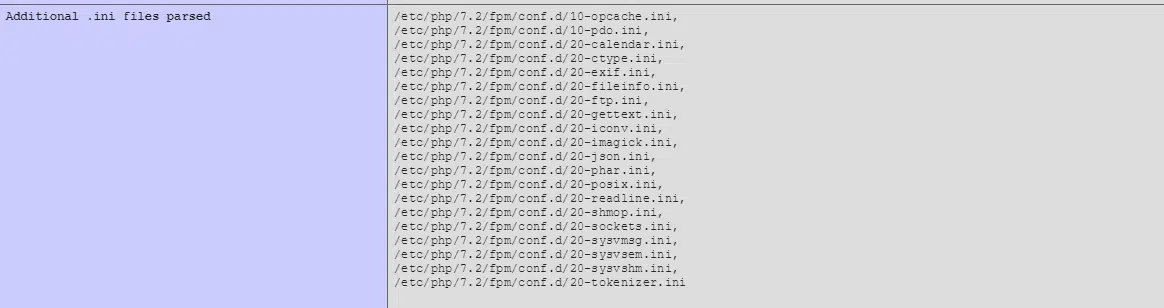 Additional .ini files parsed
/etc/php/7.2/fpm/conf.d/10-opcache.ini,
/etc/php/7.2/fpm/conf.d/10-pdo.ini,
/etc/php/7.2/fpm/conf.d/20-calendar.ini,
/etc/php/7.2/fpm/conf.d/20-ctype.ini,
/etc/php/7.2/fpm/conf.d/20-exif.ini,
/etc/php/7.2/fpm/conf.d/20-fileinfo.ini,
/etc/php/7.2/fpm/conf.d/20-ftp.ini,
/etc/php/7.2/fpm/conf.d/20-gettext.ini,
/etc/php/7.2/fpm/conf.d/20-iconv.ini,
/etc/php/7.2/fpm/conf.d/20-imagick.ini,
/etc/php/7.2/fpm/conf.d/20-json.ini,
/etc/php/7.2/fpm/conf.d/20-phar.ini,
/etc/php/7.2/fpm/conf.d/20-posix.ini,
/etc/php/7.2/fpm/conf.d/20-readline.ini,
/etc/php/7.2/fpm/conf.d/20-shmop.ini,
/etc/php/7.2/fpm/conf.d/20-sockets.ini,
/etc/php/7.2/fpm/conf.d/20-sysvmsg.ini,
/etc/php/7.2/fpm/conf.d/20-sysvsem.ini,
/etc/php/7.2/fpm/conf.d/20-sysvshm.ini,
/etc/php/7.2/fpm/conf.d/20-tokenizer.ini